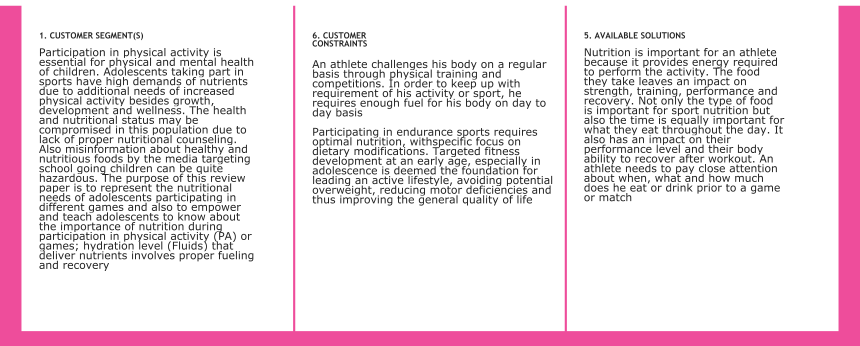 1. CUSTOMER SEGMENT(S)
Participation in physical activity is
essential for physical and mental health
of children. Adolescents taking part in
sports have high demands of nutrients
due to additional needs of increased
physical activity besides growth,
development and wellness. The health
and nutritional status may be
compromised in this population due to
lack of proper nutritional counseling.
Also misinformation about healthy and
nutritious foods by the media targeting
school going children can be quite
hazardous. The purpose of this review
paper is to represent the nutritional
needs of adolescents participating in
different games and also to empower
and teach adolescents to know about
the importance of nutrition during
participation in physical activity (PA) or
games; hydration level (Fluids) that
deliver nutrients involves proper fueling
and recovery
6. CUSTOMER
CONSTRAINTS
An athlete challenges his body on a regular
basis through physical training and
competitions. In order to keep up with
requirement of his activity or sport, he
requires enough fuel for his body on day to
day basis
Participating in endurance sports requires
optimal nutrition, withspecific focus on
dietary modifications. Targeted fitness
development at an early age, especially in
adolescence is deemed the foundation for
leading an active lifestyle, avoiding potential
overweight, reducing motor deficiencies and
thus improving the general quality of life
5. AVAILABLE SOLUTIONS
Nutrition is important for an athlete
because it provides energy required
to perform the activity. The food
they take leaves an impact on
strength, training, performance and
recovery. Not only the type of food
is important for sport nutrition but
also the time is equally important for
what they eat throughout the day. It
also has an impact on their
performance level and their body
ability to recover after workout. An
athlete needs to pay close attention
about when, what and how much
does he eat or drink prior to a game
or match